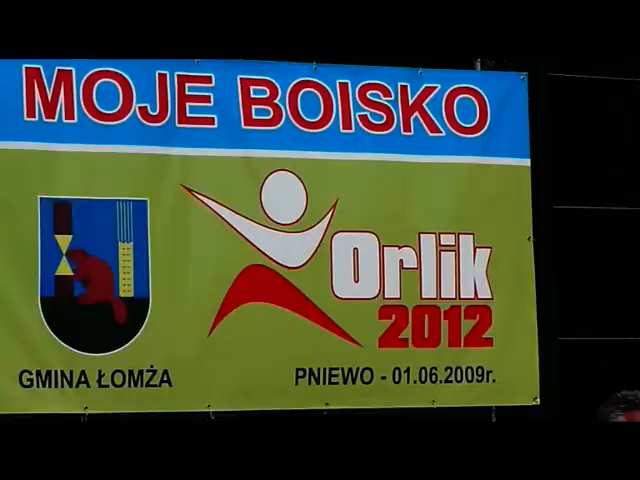 MOJE BOISKO
Orlik
2012
GMINA ŁOMŻA
PNIEWO - 01.06.2009r.